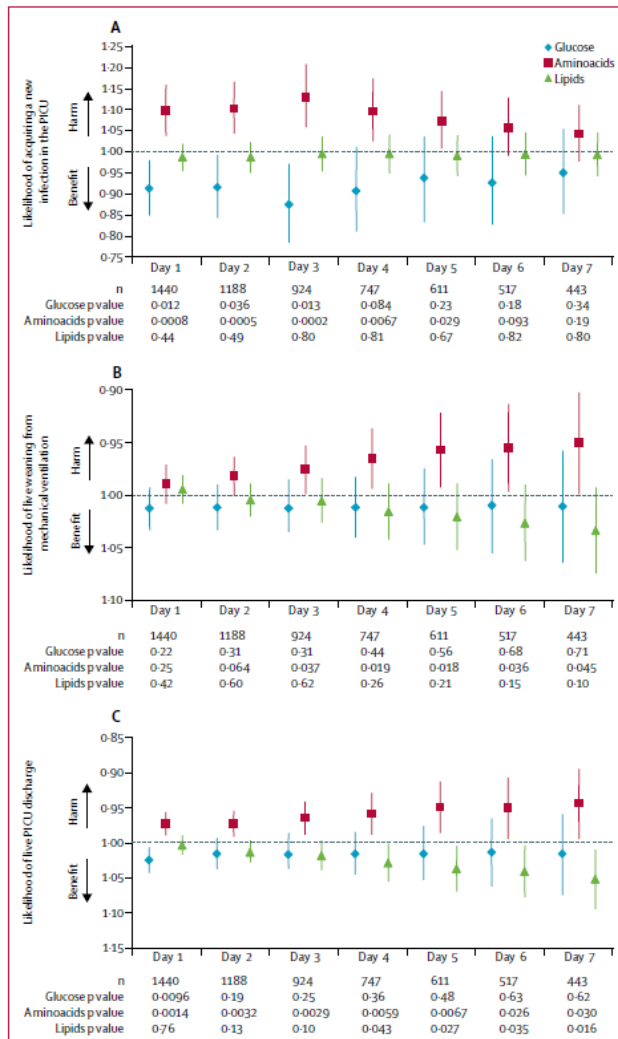 A
Glucose
Aminoacids
Lipids
Likelihood of acquiring a new
infection in the PICU
Harm
Benefit
1·25
1·20
1·15
1·10
1·05
1·00
0·95
0·90
0·85
0·80
0·75
Day 1 Day 2 Day 3 Day 4 Day 5 Day 6 Day 7
n 1440 1188 924 747 611 517 443
Glucose p value 0·012 0·036 0·013 0·084 0·23 0·18 0·34
Aminoacids p value 0·0008 0·0005 0·0002 0·0067 0·029 0·093 0·19
Lipids p value 0·44 0·49 0·80 0·81 0·67 0·82 0·80
B
Likelihood of live weaning from
mechanical ventilation
Harm
Benefit
0·90
0·95
1·00
1·05
1·10
Day 1 Day 2 Day 3 Day 4 Day 5 Day 6 Day 7
n 1440 1188 924 747 611 517 443
Glucose p value 0·22 0·31 0·31 0·44 0·56 0·68 0·71
Aminoacids p value 0·25 0·064 0·037 0·019 0·018 0·036 0·045
Lipids p value 0·42 0·60 0·62 0·26 0·21 0·15 0·10
C
Likelihood of live PICU discharge
Harm
Benefit
0·85
0·90
0·95
1·00
1·05
1·10
1·15
Day 1 Day 2 Day 3 Day 4 Day 5 Day 6 Day 7
n 1440 1188 924 747 611 517 443
Glucose p value 0·0096 0·19 0·25 0·36 0·48 0·63 0·62
Aminoacids p value 0·0014 0·0032 0·0029 0·0059 0·0067 0·026 0·030
Lipids p value 0·76 0·13 0·10 0·043 0·027 0·035 0·016